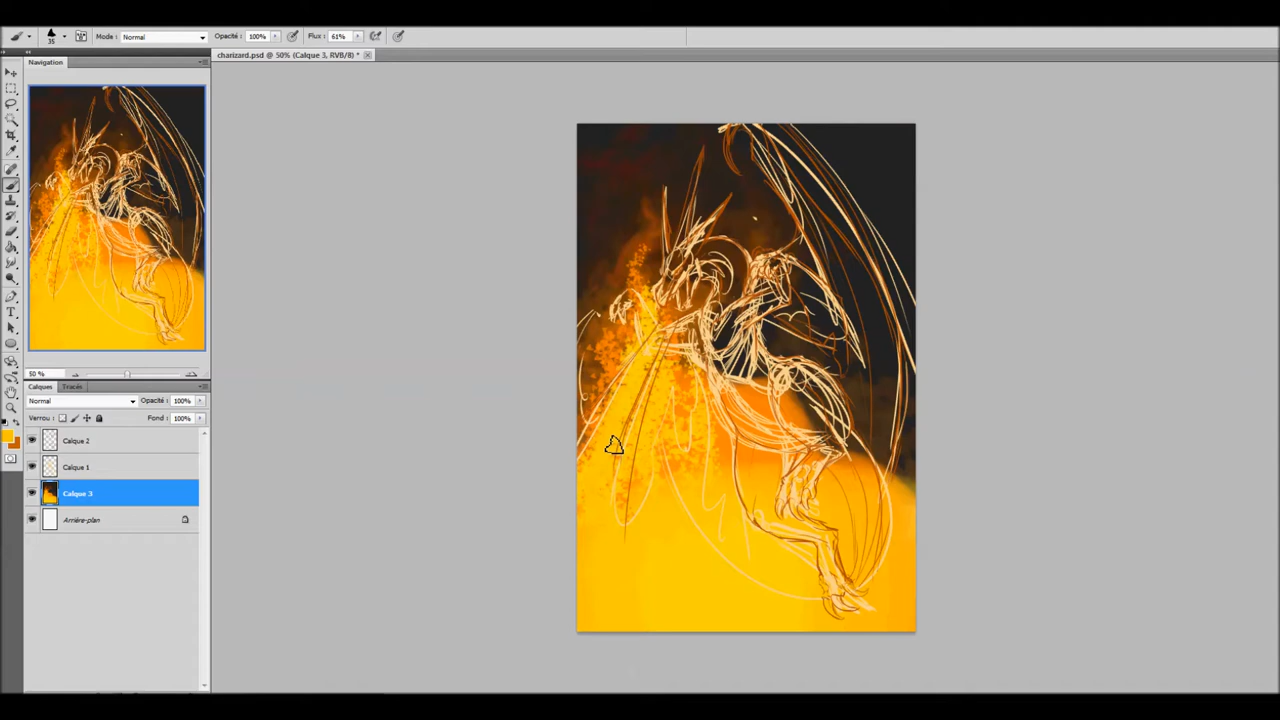 35 Mode : Normal Opacité : 100% Flux : 61%
charizard.psd @ 50% (Calque 3, RVB/8) *
Navigation
50 %
Calques Tracés
Normal Opacité : 100%
Verrou : Fond : 100%
Calque 2
Calque 1
Calque 3
Arrière-plan